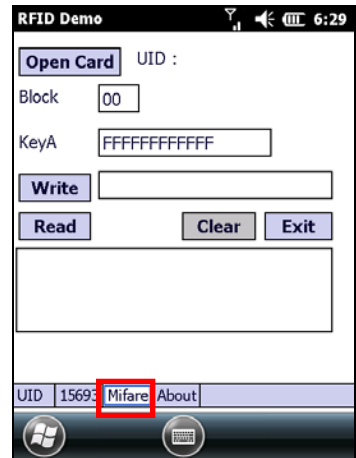 RFID Demo 6:29
Open Card UID :
Block 00
KeyA FFFFFFFFFFFF
Write
Read Clear Exit
UID 15693 Mifare About